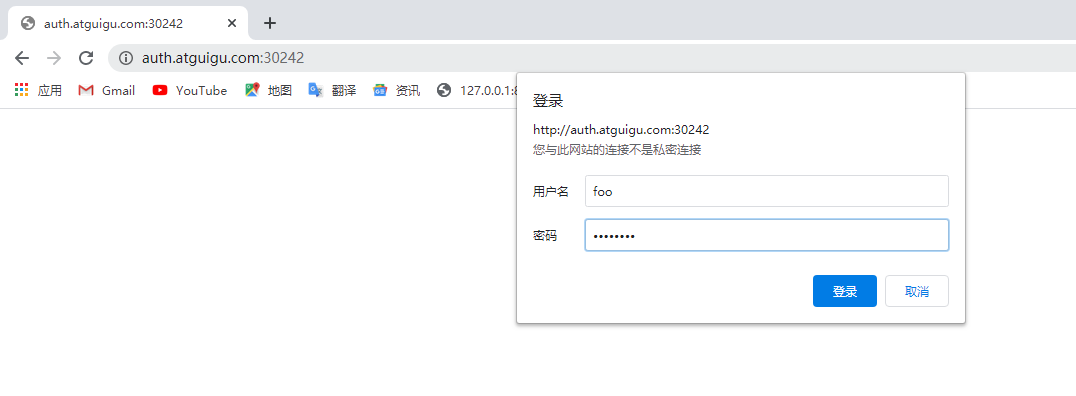 auth.atguigu.com:30242
auth.atguigu.com:30242
应用 Gmail YouTube 地图 翻译 资讯 127.0.0.1:8
登录
http://auth.atguigu.com:30242
您与此网站的连接不是私密连接
用户名 foo
密码 ••••••••
登录 取消